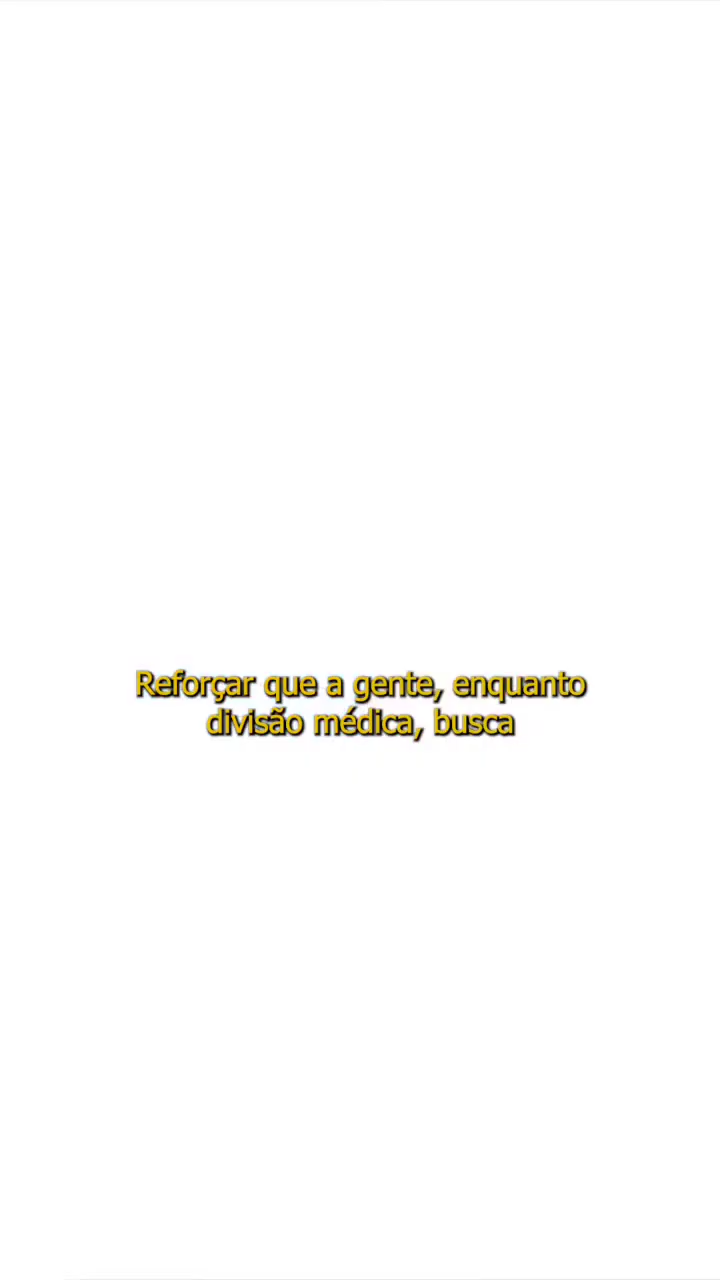 Reforçar que a gente, enquanto
divisão médica, busca